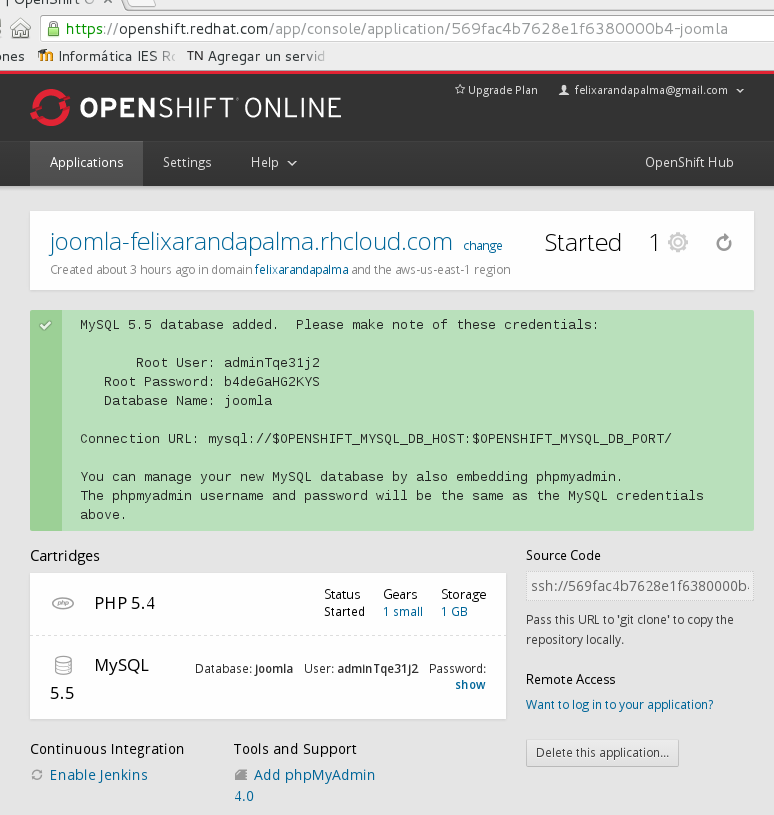 OpenShift O
https://openshift.redhat.com/app/console/application/569fac4b7628e1f6380000b4-joomla
ones Informática IES Ro TN Agregar un servid
OPENSHIFT ONLINE
Upgrade Plan felixarandapalma@gmail.com
Applications Settings Help OpenShift Hub
joomla-felixarandapalma.rhcloud.com change Started 1
Created about 3 hours ago in domain felixarandapalma and the aws-us-east-1 region
MySQL 5.5 database added. Please make note of these credentials:
Root User: adminTqe31j2
Root Password: b4deGaHG2KYS
Database Name: joomla
Connection URL: mysql://$OPENSHIFT_MYSQL_DB_HOST:$OPENSHIFT_MYSQL_DB_PORT/
You can manage your new MySQL database by also embedding phpmyadmin.
The phpmyadmin username and password will be the same as the MySQL credentials
above.
Cartridges
php PHP 5.4
Status Gears Storage
Started 1 small 1 GB
MySQL
5.5
Database: joomla User: adminTqe31j2 Password:
show
Source Code
ssh://569fac4b7628e1f6380000b
Pass this URL to 'git clone' to copy the
repository locally.
Remote Access
Want to log in to your application?
Delete this application...
Continuous Integration
Enable Jenkins
Tools and Support
Add phpMyAdmin
4.0